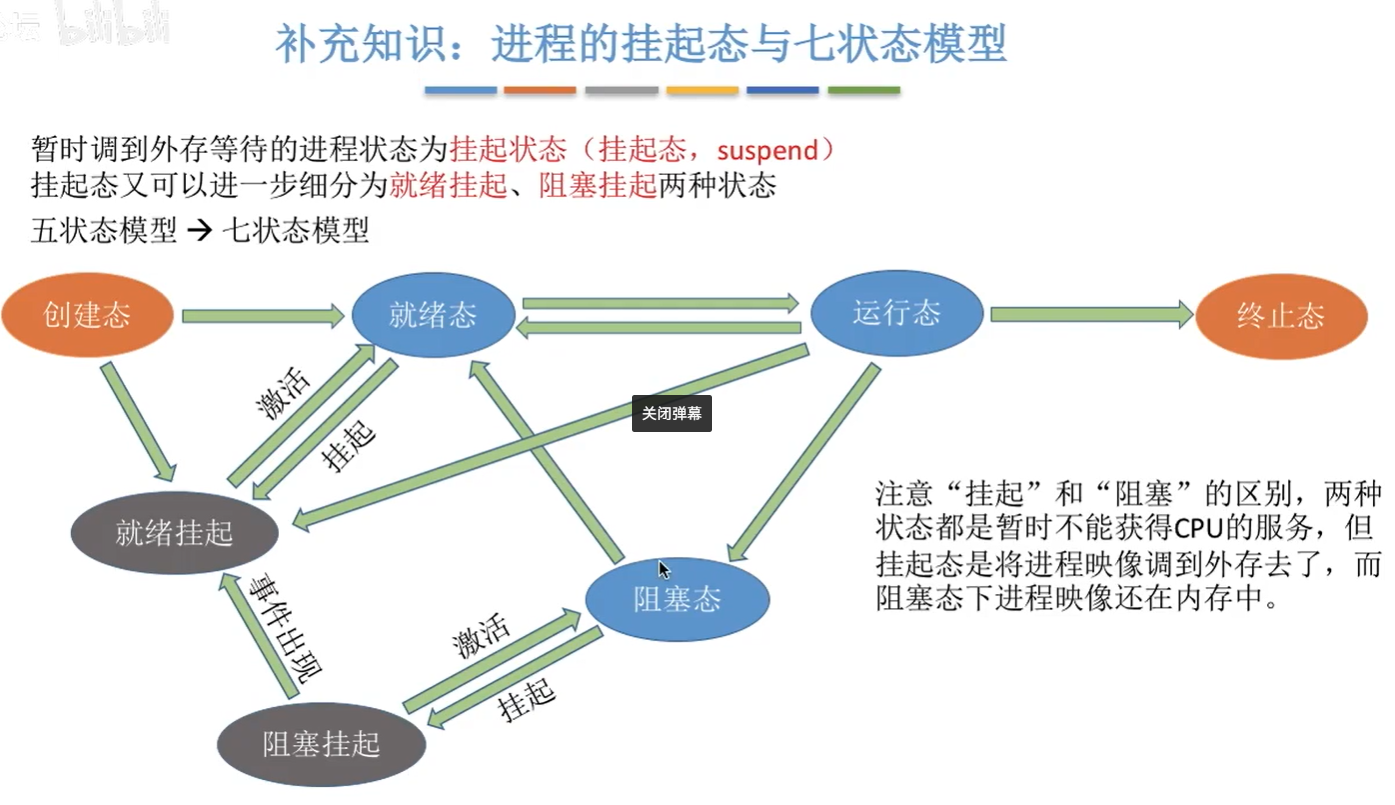 坛 bilibili
补充知识：进程的挂起态与七状态模型
暂时调到外存等待的进程状态为挂起状态（挂起态，suspend）
挂起态又可以进一步细分为就绪挂起、阻塞挂起两种状态
五状态模型 → 七状态模型
创建态
就绪态
运行态
终止态
激活
挂起
关闭弹幕
就绪挂起
注意“挂起”和“阻塞”的区别，两种
状态都是暂时不能获得CPU的服务，但
挂起态是将进程映像调到外存去了，而
阻塞态下进程映像还在内存中。
事件出现
阻塞态
激活
挂起
阻塞挂起